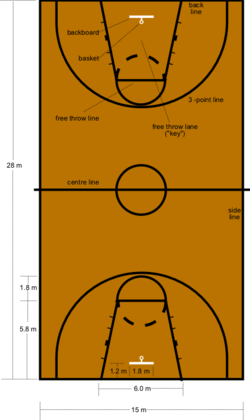 back
line
backboard
basket
3 -point line
free throw line
free throw lane
("key")
28 m
centre line
side
line
1.8 m
5.8 m
1.2 m 1.8 m
6.0 m
15 m